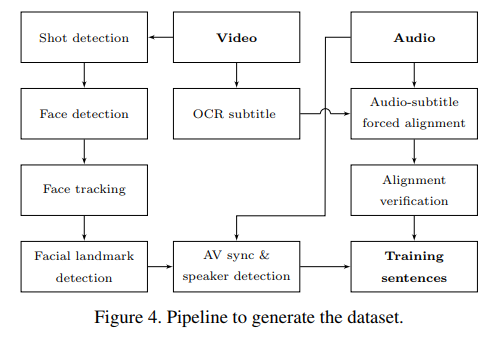 Shot detection
Video
Audio
Face detection
OCR subtitle
Audio-subtitle
forced alignment
Face tracking
Alignment
verification
Facial landmark
detection
AV sync &
speaker detection
Training
sentences
Figure 4. Pipeline to generate the dataset.